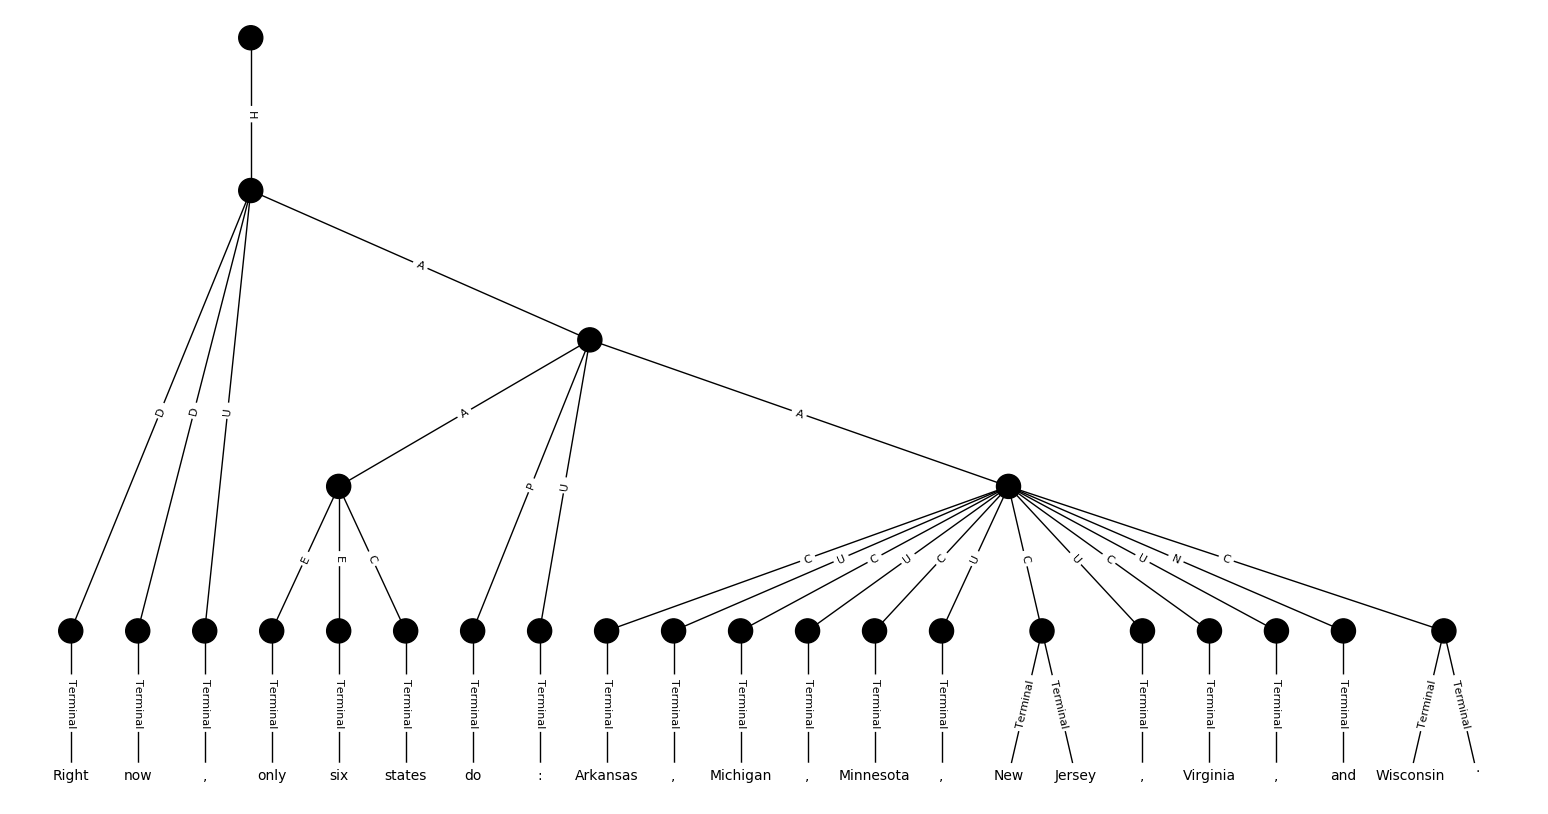 H
A
D D U
A A
P U
E E C
C U C U C U C U C U N C
Terminal Terminal Terminal Terminal Terminal Terminal Terminal Terminal Terminal Terminal Terminal Terminal Terminal Terminal Terminal Terminal Terminal Terminal Terminal Terminal Terminal Terminal
Right now , only six states do : Arkansas , Michigan , Minnesota , New Jersey , Virginia , and Wisconsin .